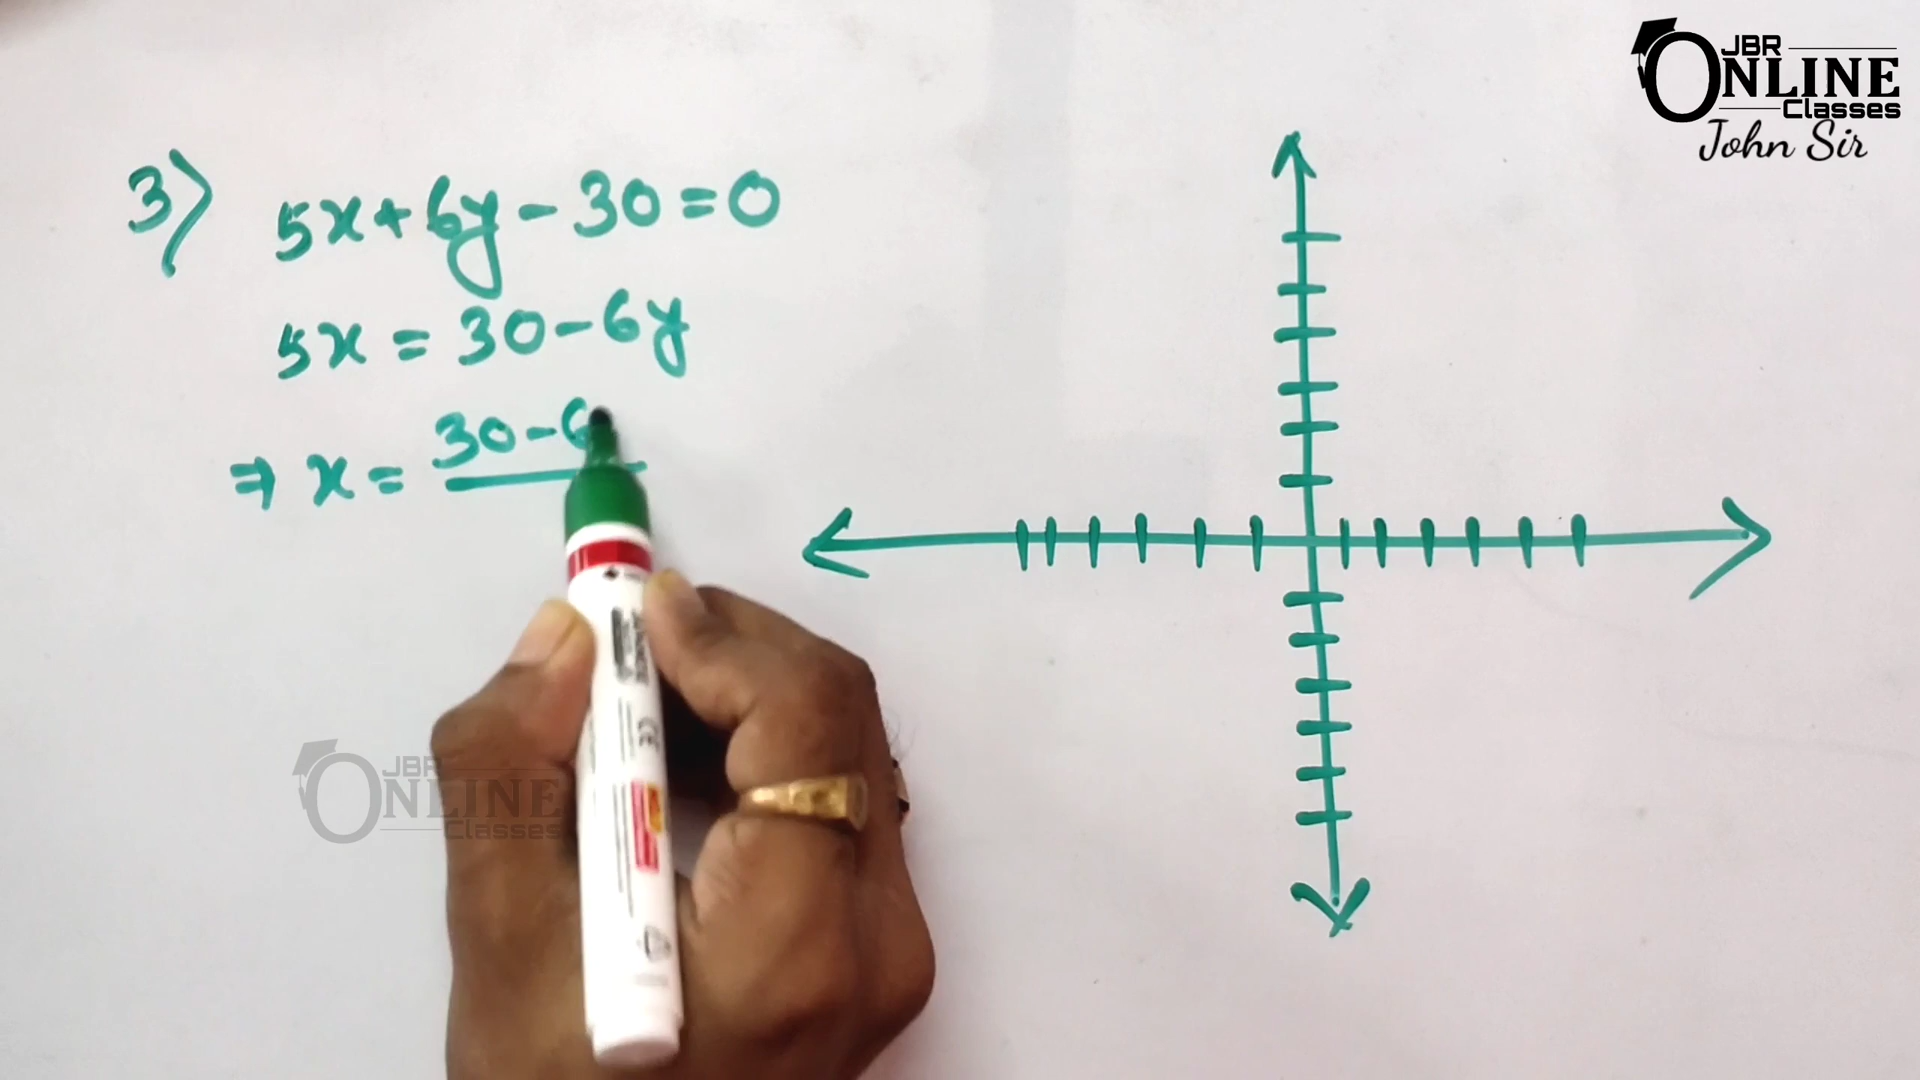 JBR
ONLINE
Classes
John Sir
3) 5x+6y-30=0
5x = 30-6y
⇒ x = 30-6
JBR
ONLINE
Classes